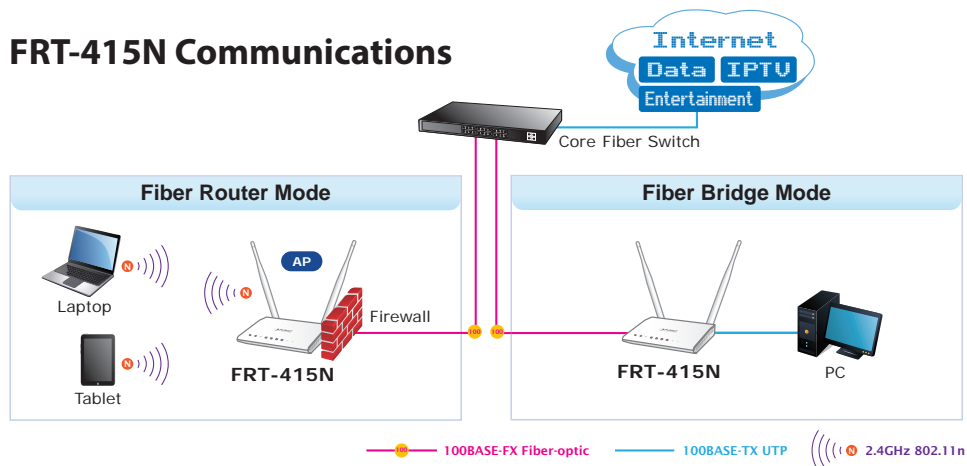 FRT-415N Communications
Internet
Data IPTV
Entertainment
Core Fiber Switch
Fiber Router Mode
Fiber Bridge Mode
AP
N
N
Laptop
Firewall
100
100
N
FRT-415N
FRT-415N
PC
Tablet
100
100BASE-FX Fiber-optic
100BASE-TX UTP
N
2.4GHz 802.11n